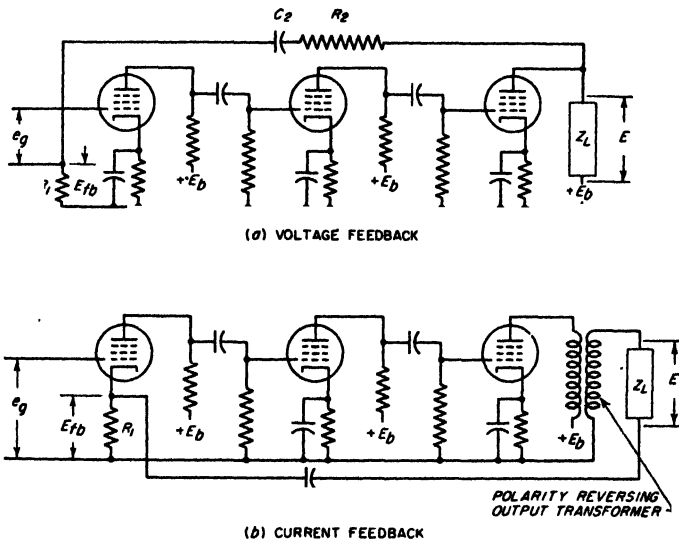 C2 R2
eg
Efb
+Eb
+Eb
ZL
E
+Eb
(a) VOLTAGE FEEDBACK
eg
Efb
R1
+Eb
+Eb
+Eb
ZL
E
POLARITY REVERSING
OUTPUT TRANSFORMER
(b) CURRENT FEEDBACK